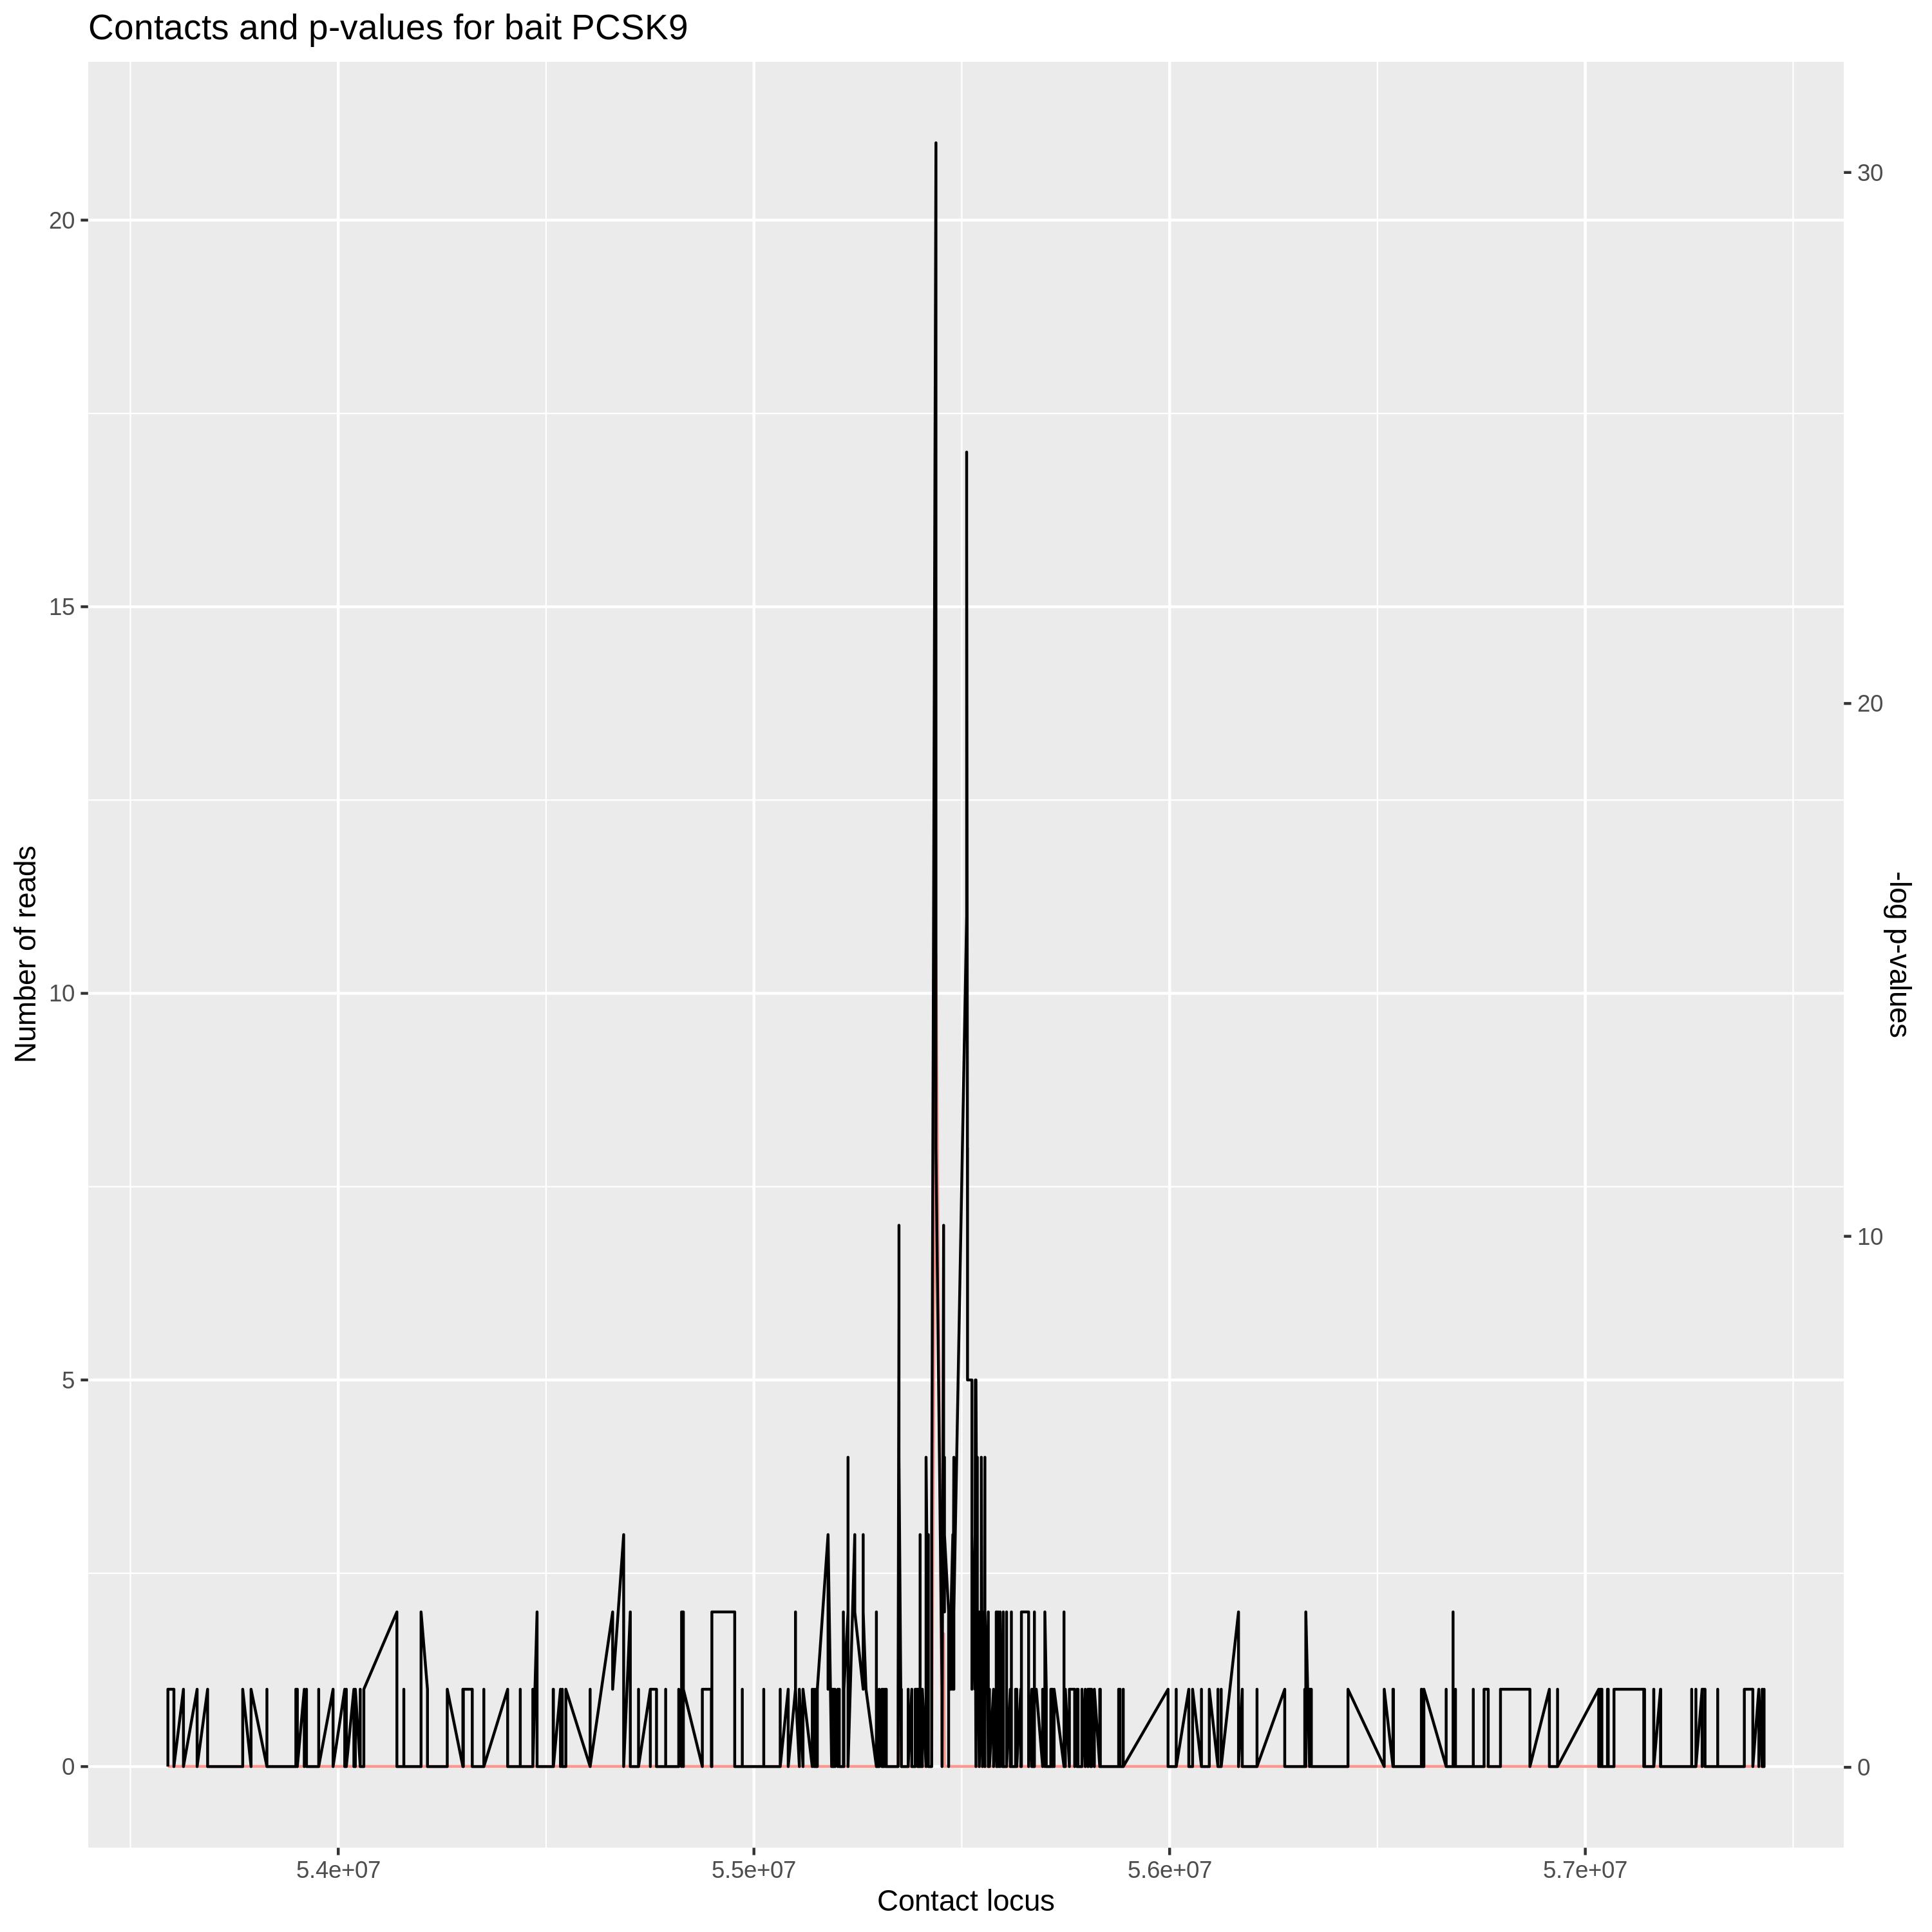 Contacts and p-values for bait PCSK9
Number of reads
20
15
10
5
0
30
20
10
0
-log p-values
5.4e+07
5.5e+07
5.6e+07
5.7e+07
Contact locus